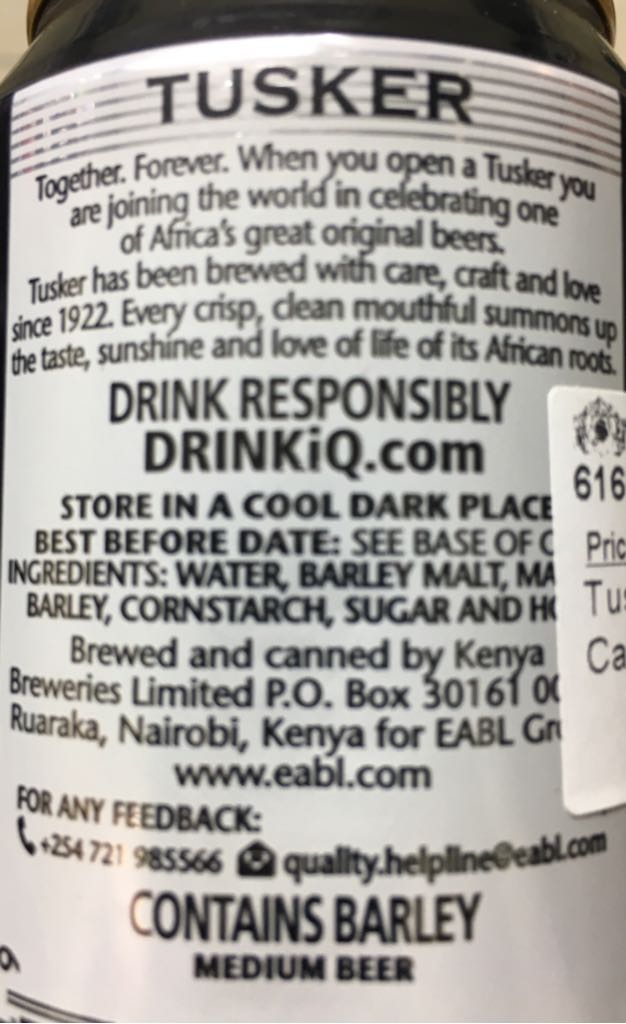 TUSKER
Together. Forever. When you open a Tusker you
are joining the world in celebrating one
of Africa's great original beers.
Tusker has been brewed with care, craft and love
since 1922. Every crisp, clean mouthful summons up
the taste, sunshine and love of life of its African roots.
DRINK RESPONSIBLY
DRINKiQ.com
STORE IN A COOL DARK PLACE
BEST BEFORE DATE: SEE BASE OF
INGREDIENTS: WATER, BARLEY MALT,
BARLEY, CORNSTARCH, SUGAR AND
Brewed and canned by Kenya
Breweries Limited P.O. Box 30161
Ruaraka, Nairobi, Kenya for EABL
www.eabl.com
FOR ANY FEEDBACK:
+254 721 985566 quality.helpline@eabl.com
CONTAINS BARLEY
MEDIUM BEER
616